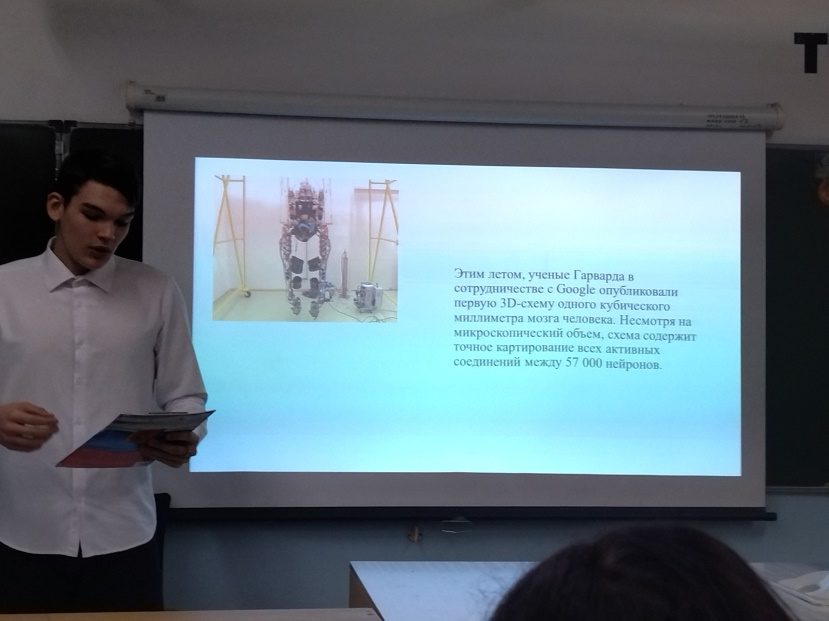 Этим летом, ученые Гарварда в
сотрудничестве с Google опубликовали
первую 3D-схему одного кубического
миллиметра мозга человека. Несмотря на
микроскопический объем, схема содержит
точное картирование всех активных
соединений между 57 000 нейронов.